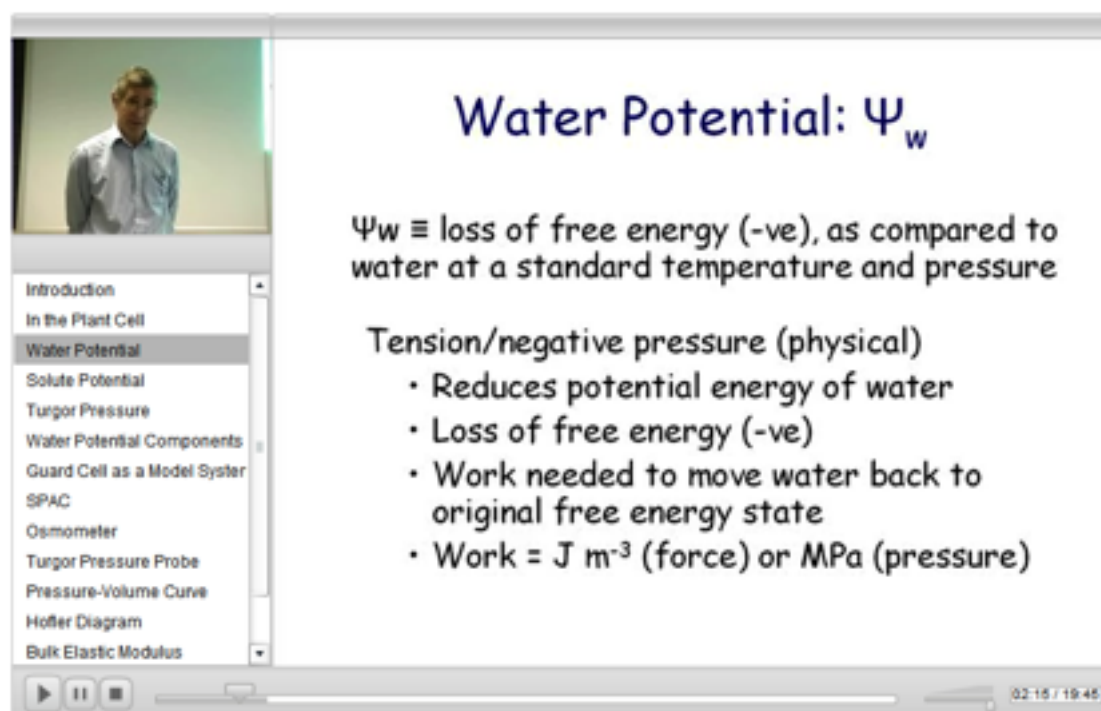 Water Potential: Ψw
Ψw ≡ loss of free energy (-ve), as compared to
water at a standard temperature and pressure
Tension/negative pressure (physical)
• Reduces potential energy of water
• Loss of free energy (-ve)
• Work needed to move water back to
original free energy state
• Work = J m-3 (force) or MPa (pressure)
Introduction
In the Plant Cell
Water Potential
Solute Potential
Turgor Pressure
Water Potential Components
Guard Cell as a Model Syster
SPAC
Osmometer
Turgor Pressure Probe
Pressure-Volume Curve
Hofler Diagram
Bulk Elastic Modulus
02:15 / 19:45